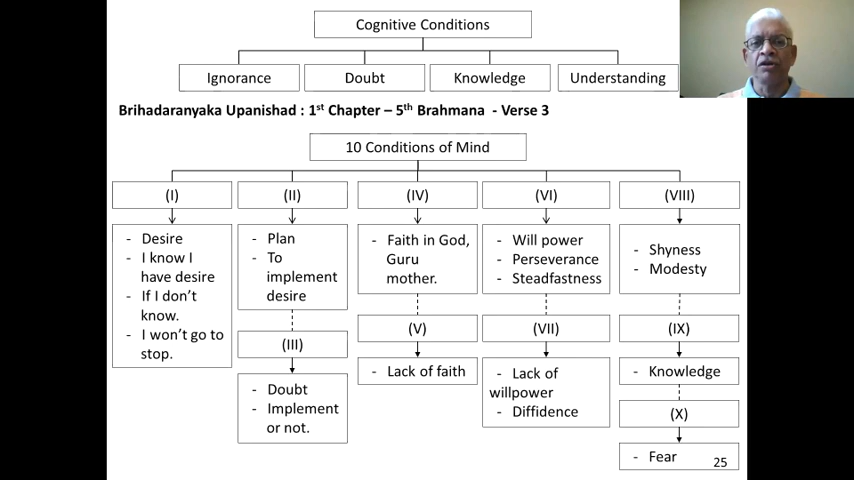 Cognitive Conditions
Ignorance
Doubt
Knowledge
Understanding
Brihadaranyaka Upanishad : 1st Chapter – 5th Brahmana - Verse 3
10 Conditions of Mind
(I)
(II)
(IV)
(VI)
(VIII)
- Desire
- I know I
have desire
- If I don't
know.
- I won't go to
stop.
- Plan
- To
implement
desire
(III)
- Doubt
- Implement
or not.
- Faith in God,
Guru
mother.
(V)
- Lack of faith
- Will power
- Perseverance
- Steadfastness
(VII)
- Lack of
willpower
- Diffidence
- Shyness
- Modesty
(IX)
- Knowledge
(X)
- Fear
25